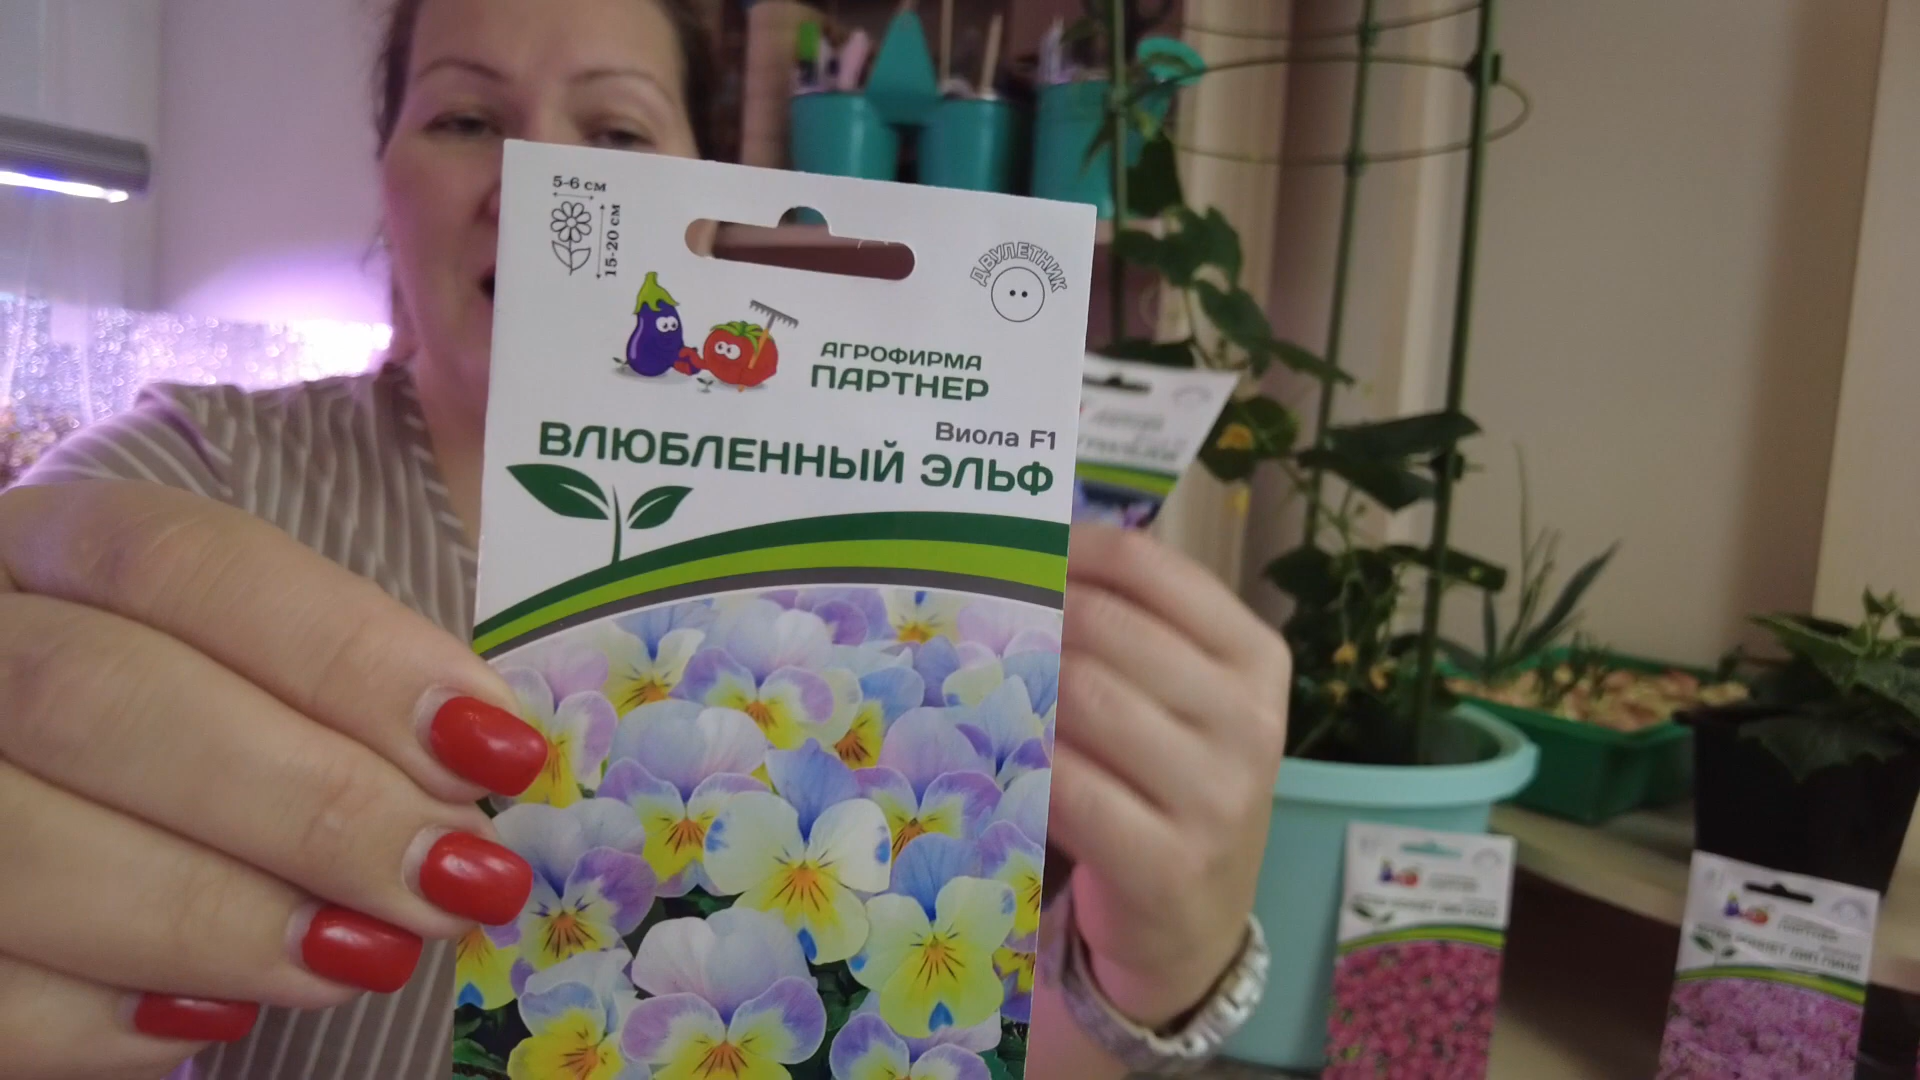 5-6 см
15-20 см
ДВУЛЕТНИК
АГРОФИРМА
ПАРТНЕР
Виола F1
ВЛЮБЛЕННЫЙ ЭЛЬФ